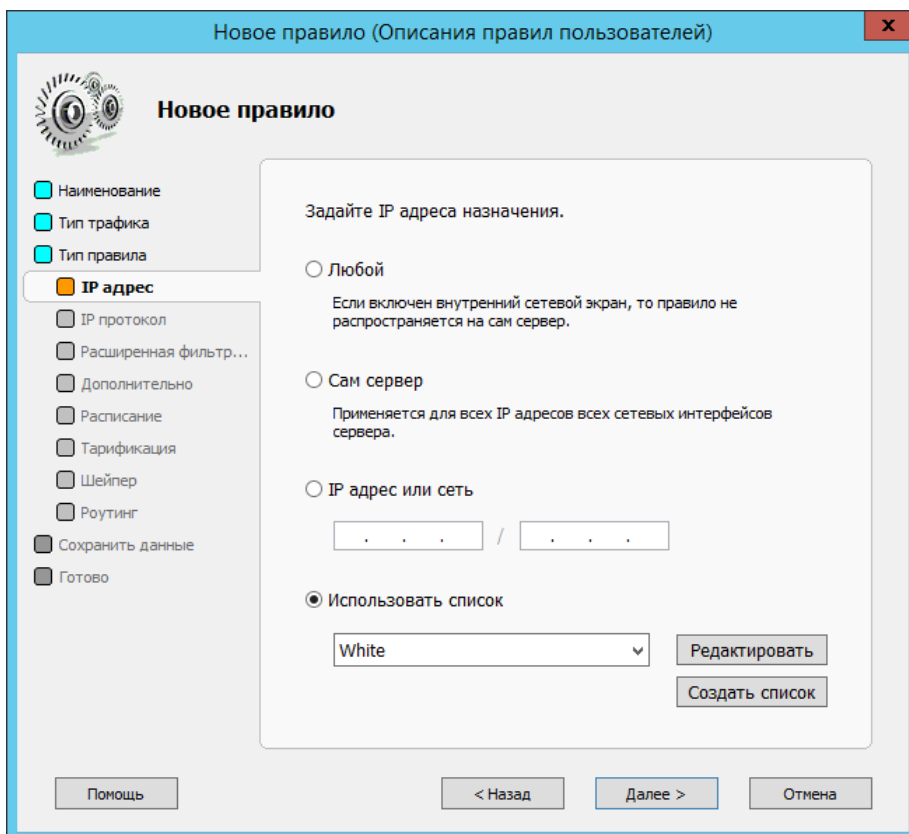 Новое правило (Описания правил пользователей)
x
Новое правило
Наименование
Тип трафика
Тип правила
IP адрес
IP протокол
Расширенная фильтр...
Дополнительно
Расписание
Тарификация
Шейпер
Роутинг
Сохранить данные
Готово
Задайте IP адреса назначения.
Любой
Если включен внутренний сетевой экран, то правило не
распространяется на сам сервер.
Сам сервер
Применяется для всех IP адресов всех сетевых интерфейсов
сервера.
IP адрес или сеть
. . . / . . .
Использовать список
White
Редактировать
Создать список
Помощь
< Назад
Далее >
Отмена